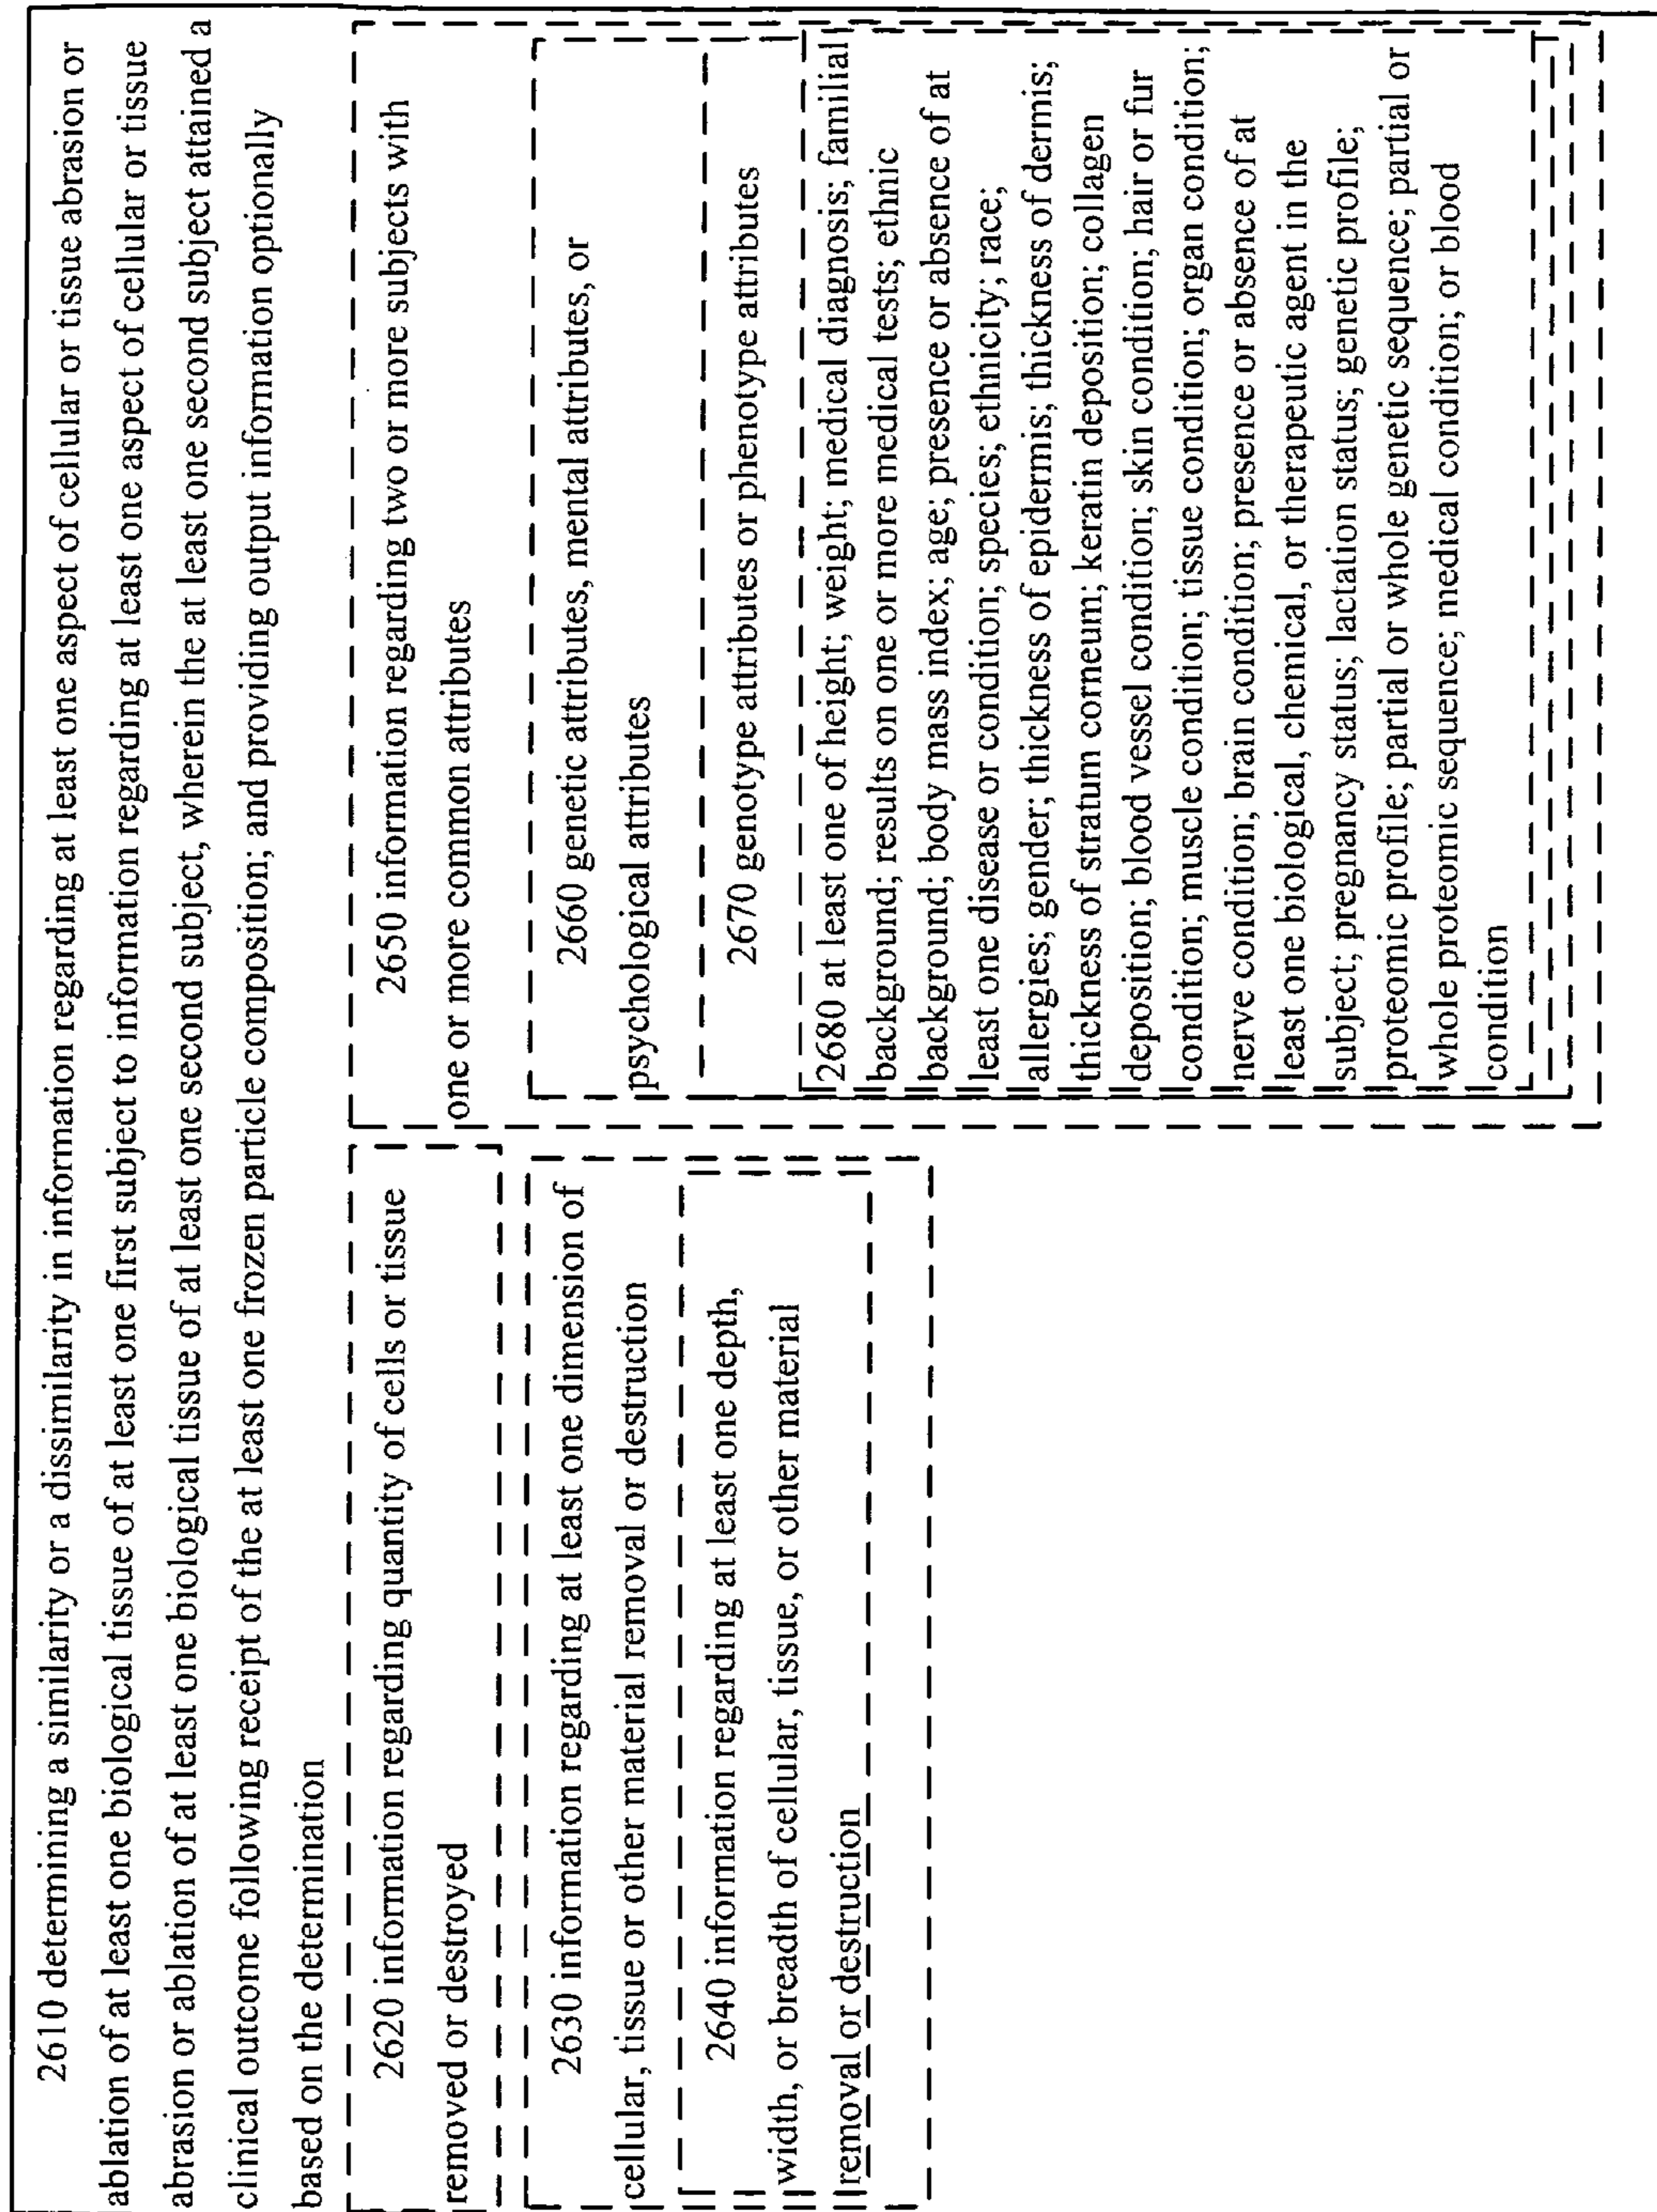 2610 determining a similarity or a dissimilarity in information regarding at least one aspect of cellular or tissue abrasion or
ablation of at least one biological tissue of at least one first subject to information regarding at least one aspect of cellular or tissue
abrasion or ablation of at least one biological tissue of at least one second subject, wherein the at least one second subject attained a
clinical outcome following receipt of the at least one frozen particle composition; and providing output information optionally
based on the determination
2620 information regarding quantity of cells or tissue
removed or destroyed
2630 information regarding at least one dimension of
cellular, tissue or other material removal or destruction
2640 information regarding at least one depth,
width, or breadth of cellular, tissue, or other material
removal or destruction
2650 information regarding two or more subjects with
one or more common attributes
2660 genetic attributes, mental attributes, or
psychological attributes
2670 genotype attributes or phenotype attributes
2680 at least one of height; weight; medical diagnosis; familial
background; results on one or more medical tests; ethnic
background; body mass index; age; presence or absence of at
least one disease or condition; species; ethnicity; race;
allergies; gender; thickness of epidermis; thickness of dermis;
thickness of stratum corneum; keratin deposition; collagen
deposition; blood vessel condition; skin condition; hair or fur
condition; muscle condition; tissue condition; organ condition;
nerve condition; brain condition; presence or absence of at
least one biological, chemical, or therapeutic agent in the
subject; pregnancy status; lactation status; genetic profile;
proteomic profile; partial or whole genetic sequence; partial or
whole proteomic sequence; medical condition; or blood
condition